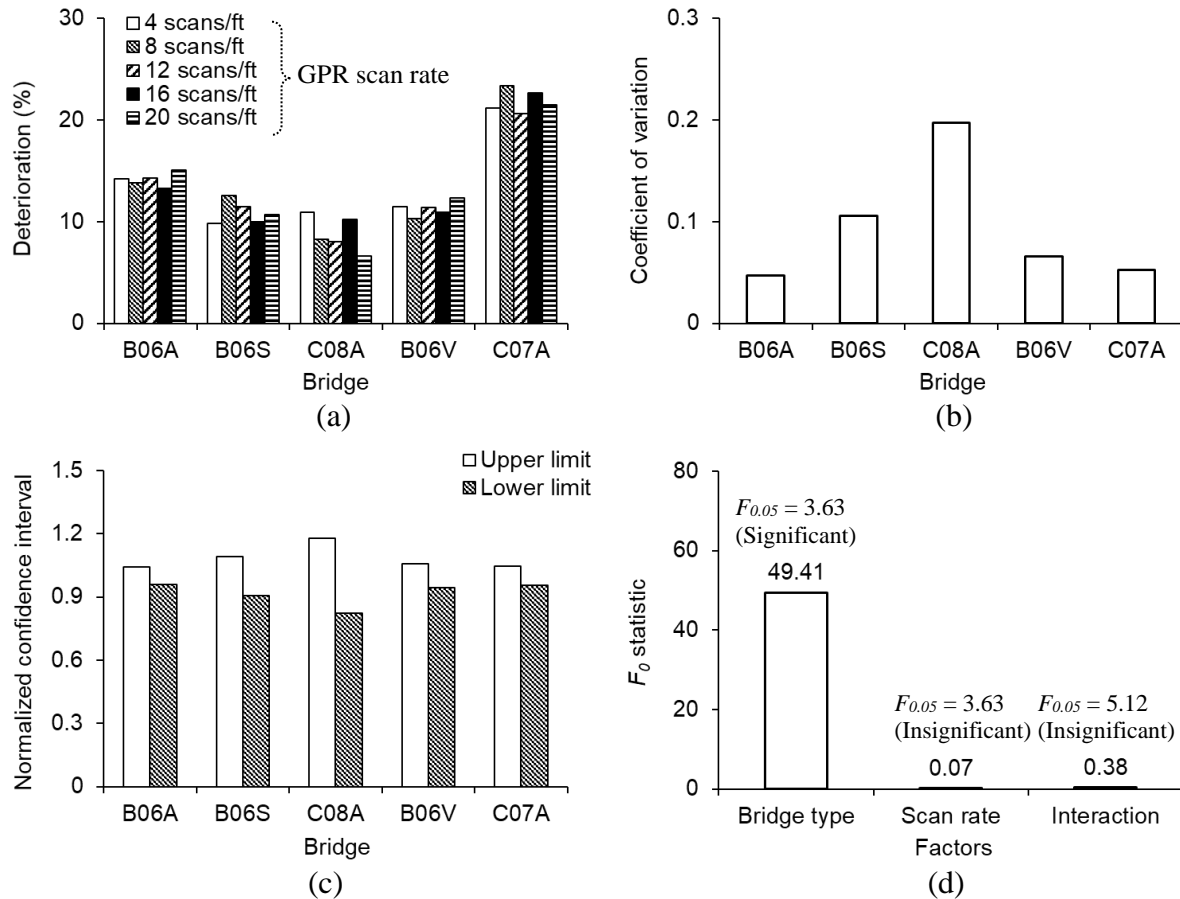 30
20
10
0
Deterioration (%)
4 scans/ft
8 scans/ft
12 scans/ft
16 scans/ft
20 scans/ft
GPR scan rate
B06A B06S C08A B06V C07A
Bridge
(a)
0.3
0.2
0.1
0
Coefficient of variation
B06A B06S C08A B06V C07A
Bridge
(b)
1.5
1.2
0.9
0.6
0.3
0
Normalized confidence interval
Upper limit
Lower limit
B06A B06S C08A B06V C07A
Bridge
(c)
80
60
40
20
0
F0 statistic
F0.05 = 3.63
(Significant)
49.41
F0.05 = 3.63
(Insignificant)
0.07
F0.05 = 5.12
(Insignificant)
0.38
Bridge type Scan rate Interaction
Factors
(d)